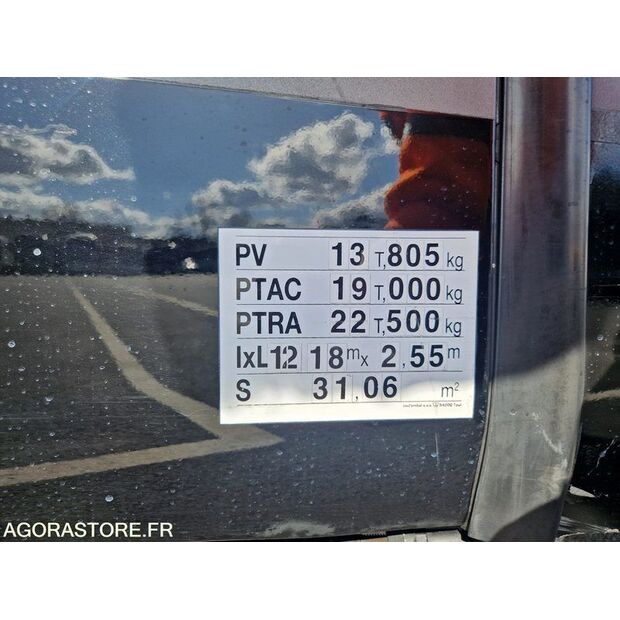 PV 13 T,805 kg
PTAC 19 T,000 kg
PTRA 22 T,500 kg
lxL 12 18 m x 2,55 m
S 31,06 m²
AGORASTORE.FR